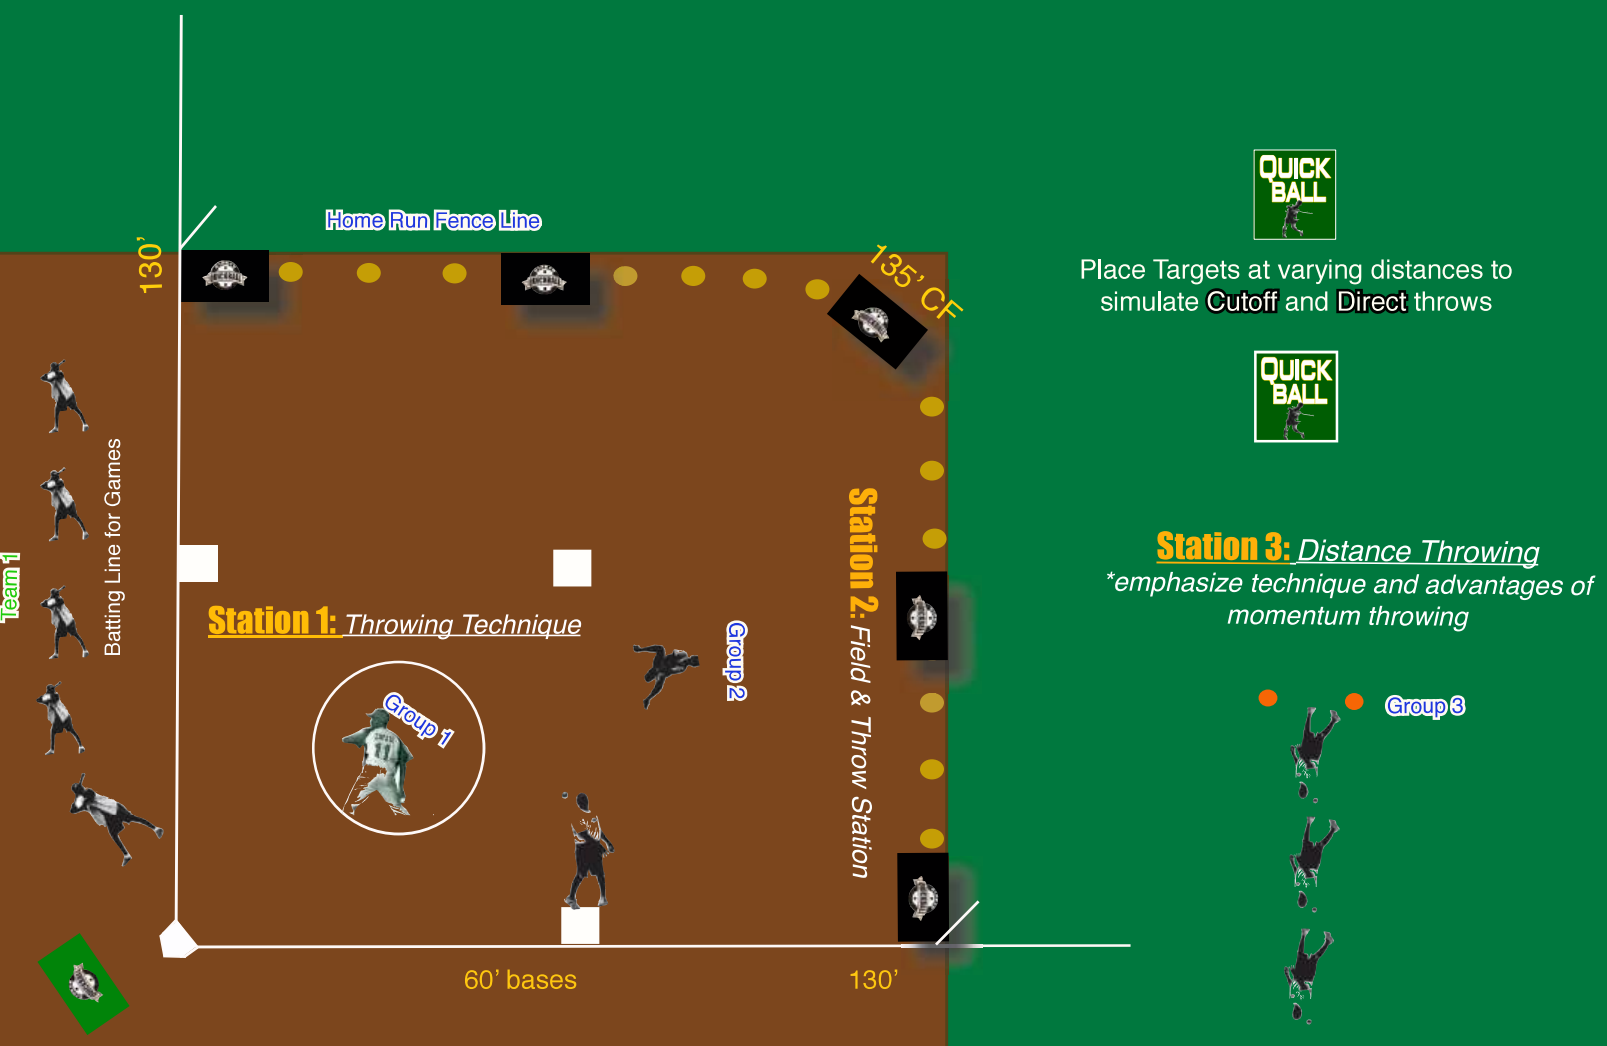 Home Run Fence Line
130’
135’ CF
QUICK
BALL
Place Targets at varying distances to
simulate Cutoff and Direct throws
QUICK
BALL
Team 1
Batting Line for Games
Station 1: Throwing Technique
Group 1
11
Group 2
Station 2: Field & Throw Station
Station 3: Distance Throwing
*emphasize technique and advantages of
momentum throwing
Group 3
60’ bases
130’